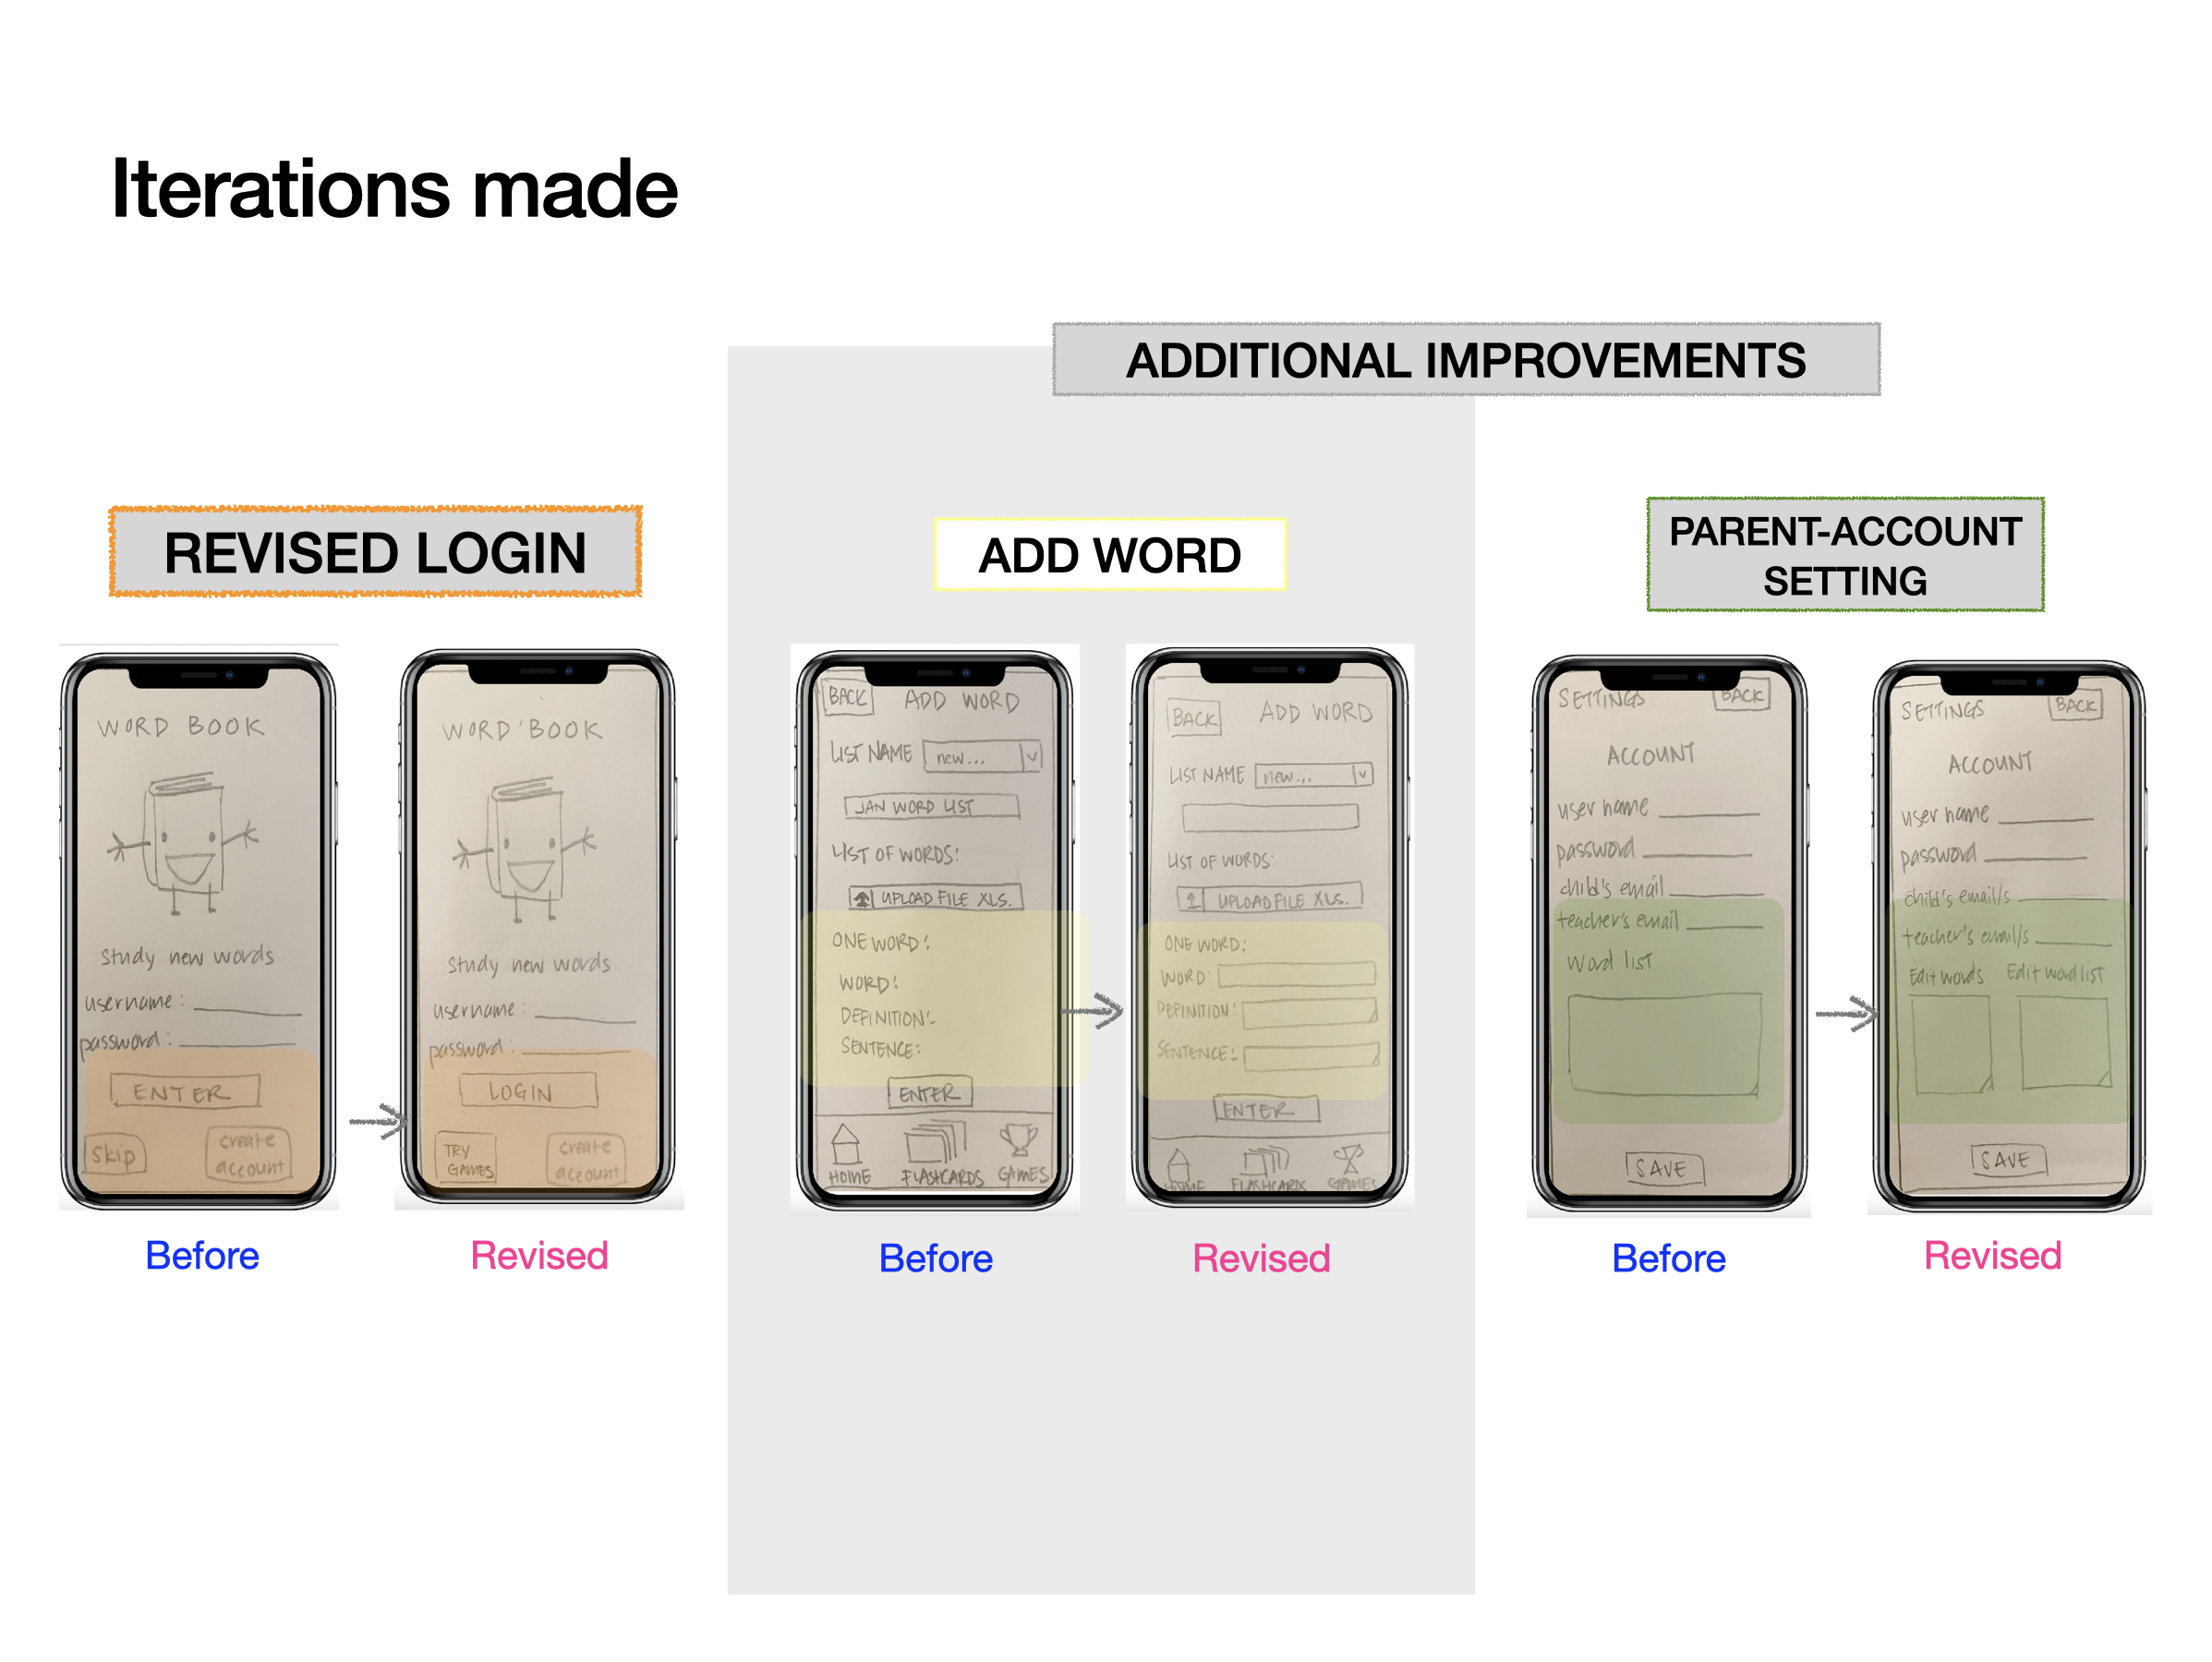 Iterations made
ADDITIONAL IMPROVEMENTS
REVISED LOGIN
WORD BOOK
Study new words
username:
password:
ENTER
Skip
create
account
Before
WORD BOOK
Study new words
username:
password:
LOGIN
TRY
GAMES
create
account
Revised
ADD WORD
BACK ADD WORD
LIST NAME new... V
JAN WORD LIST
LIST OF WORDS:
UPLOAD FILE XLS.
ONE WORD:
WORD:
DEFINITION:
SENTENCE:
ENTER
HOME FLASHCARDS GAMES
Before
BACK ADD WORD
LIST NAME new... V
LIST OF WORDS:
UPLOAD FILE XLS.
ONE WORD:
WORD:
DEFINITION:
SENTENCE:
ENTER
HOME FLASHCARDS GAMES
Revised
PARENT-ACCOUNT
SETTING
SETTINGS BACK
ACCOUNT
user name
password
child's email
teacher's email
Word list
SAVE
Before
SETTINGS BACK
ACCOUNT
user name
password
child's email/s
teacher's email/s
Edit words Edit word list
SAVE
Revised